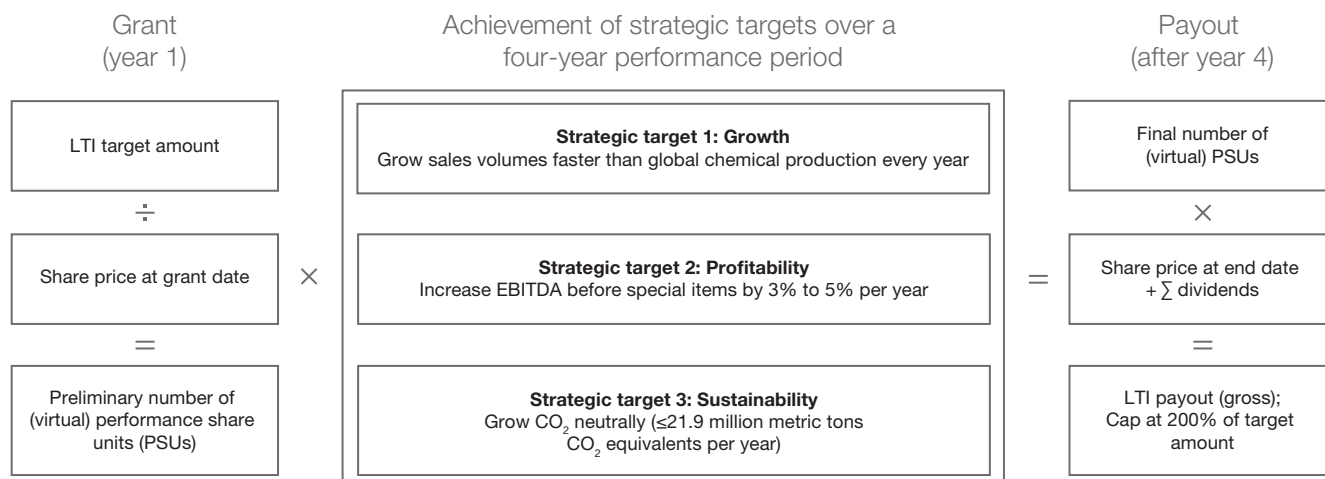 Grant
(year 1)
LTI target amount
÷
Share price at grant date
=
Preliminary number of
(virtual) performance share
units (PSUs)
×
Achievement of strategic targets over a
four-year performance period
Strategic target 1: Growth
Grow sales volumes faster than global chemical production every year
Strategic target 2: Profitability
Increase EBITDA before special items by 3% to 5% per year
Strategic target 3: Sustainability
Grow CO₂ neutrally (≤21.9 million metric tons
CO₂ equivalents per year)
=
Payout
(after year 4)
Final number of
(virtual) PSUs
×
Share price at end date
+ ∑ dividends
=
LTI payout (gross);
Cap at 200% of target
amount